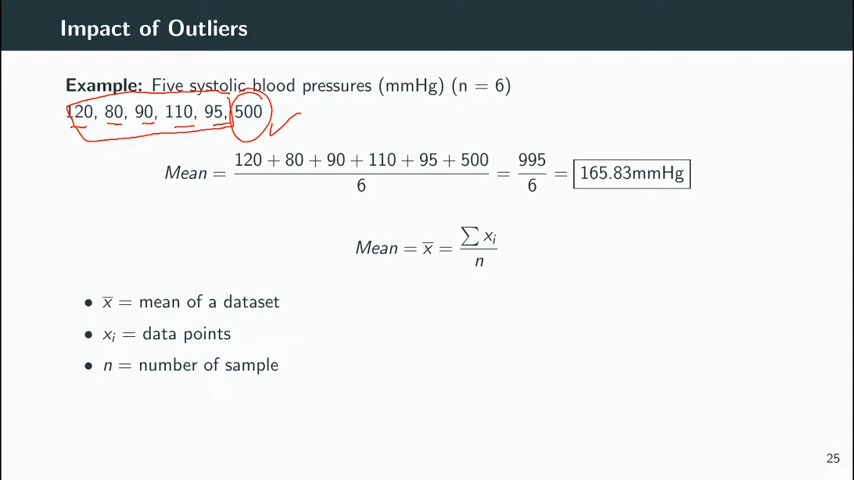 Impact of Outliers
Example: Five systolic blood pressures (mmHg) (n = 6)
120, 80, 90, 110, 95, 500
Mean = (120 + 80 + 90 + 110 + 95 + 500) / 6 = 995 / 6 = 165.83mmHg
Mean = x̅ = ∑ xᵢ / n
• x̅ = mean of a dataset
• xᵢ = data points
• n = number of sample
25